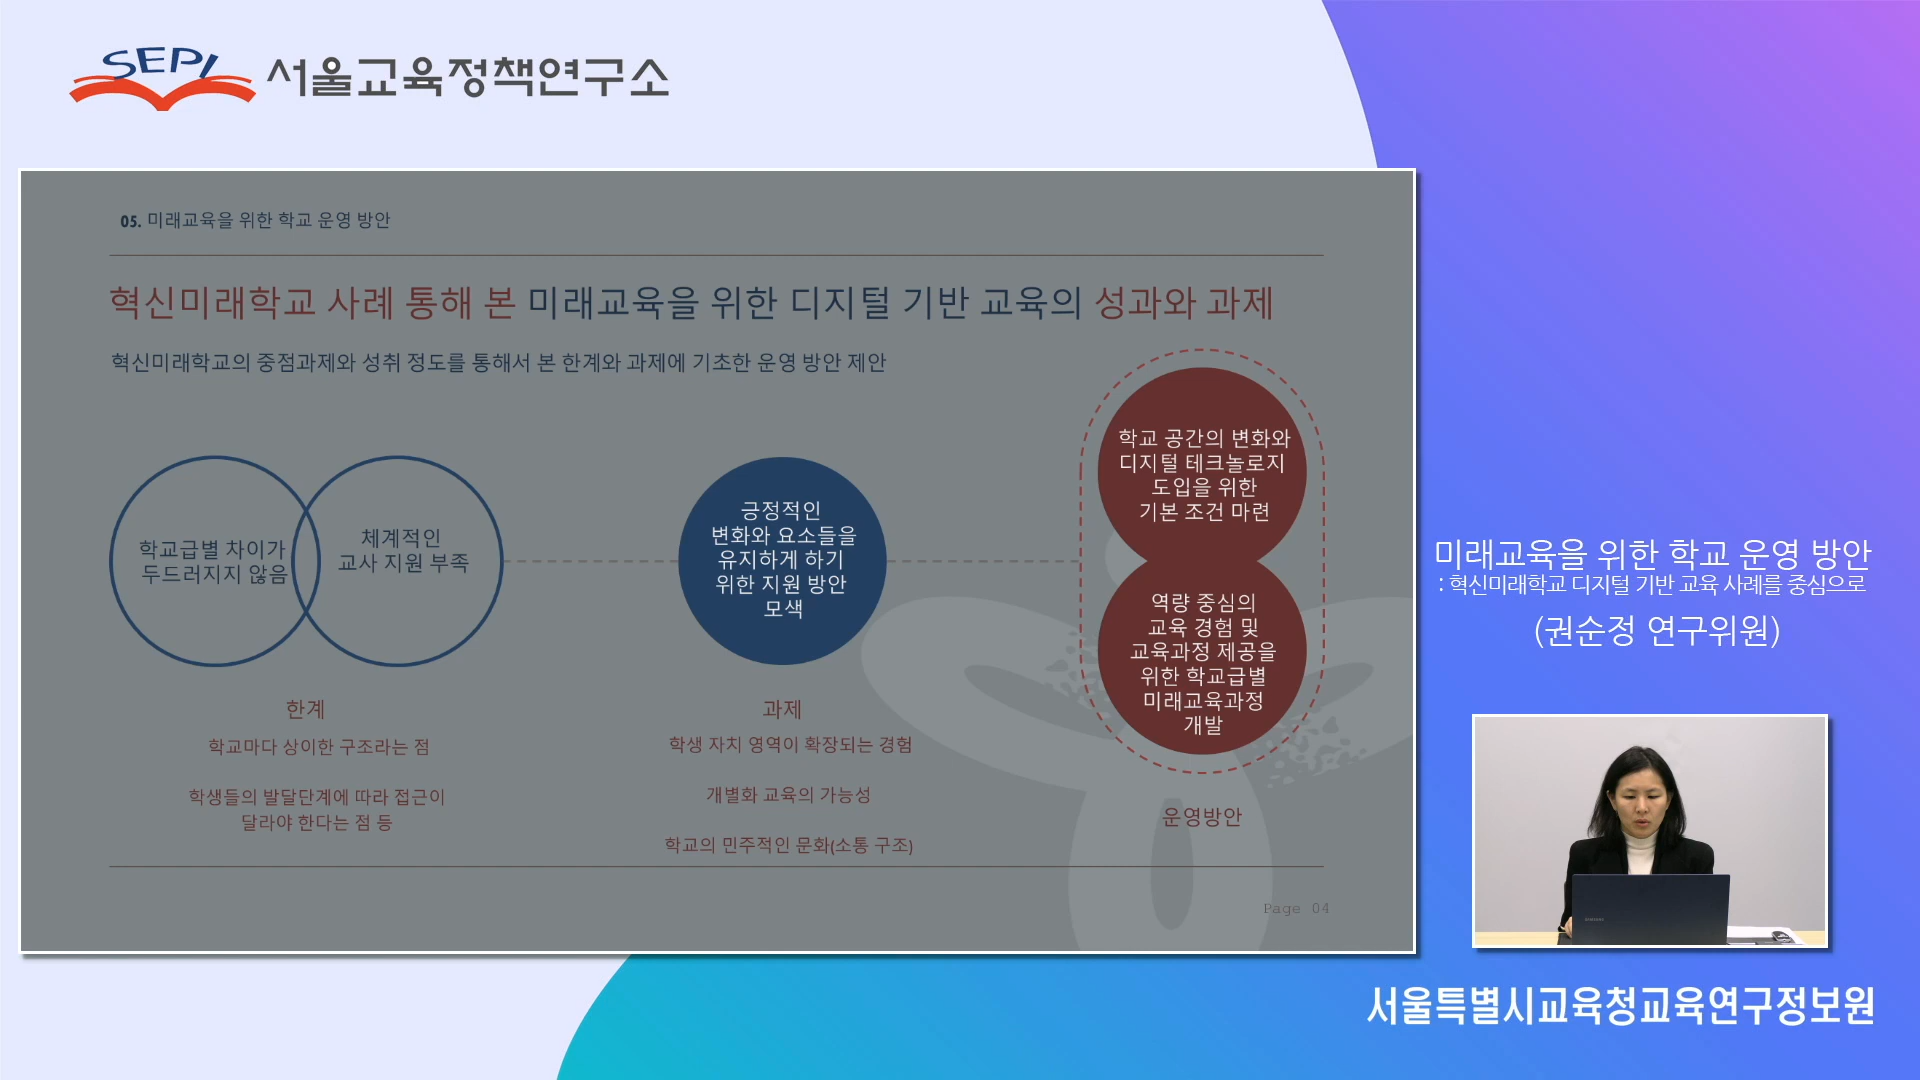 SEPI 서울교육정책연구소
05. 미래교육을 위한 학교 운영 방안
혁신미래학교 사례 통해 본 미래교육을 위한 디지털 기반 교육의 성과와 과제
혁신미래학교의 중점과제와 성취 정도를 통해서 본 한계와 과제에 기초한 운영 방안 제안
학교급별 차이가
두드러지지 않음
체계적인
교사 지원 부족
한계
학교마다 상이한 구조라는 점
학생들의 발달단계에 따라 접근이
달라야 한다는 점 등
긍정적인
변화와 요소들을
유지하게 하기
위한 지원 방안
모색
과제
학생 자치 영역이 확장되는 경험
개별화 교육의 가능성
학교의 민주적인 문화(소통 구조)
학교 공간의 변화와
디지털 테크놀로지
도입을 위한
기본 조건 마련
역량 중심의
교육 경험 및
교육과정 제공을
위한 학교급별
미래교육과정
개발
운영방안
Page 04
미래교육을 위한 학교 운영 방안
: 혁신미래학교 디지털 기반 교육 사례를 중심으로
(권순정 연구위원)
서울특별시교육청교육연구정보원